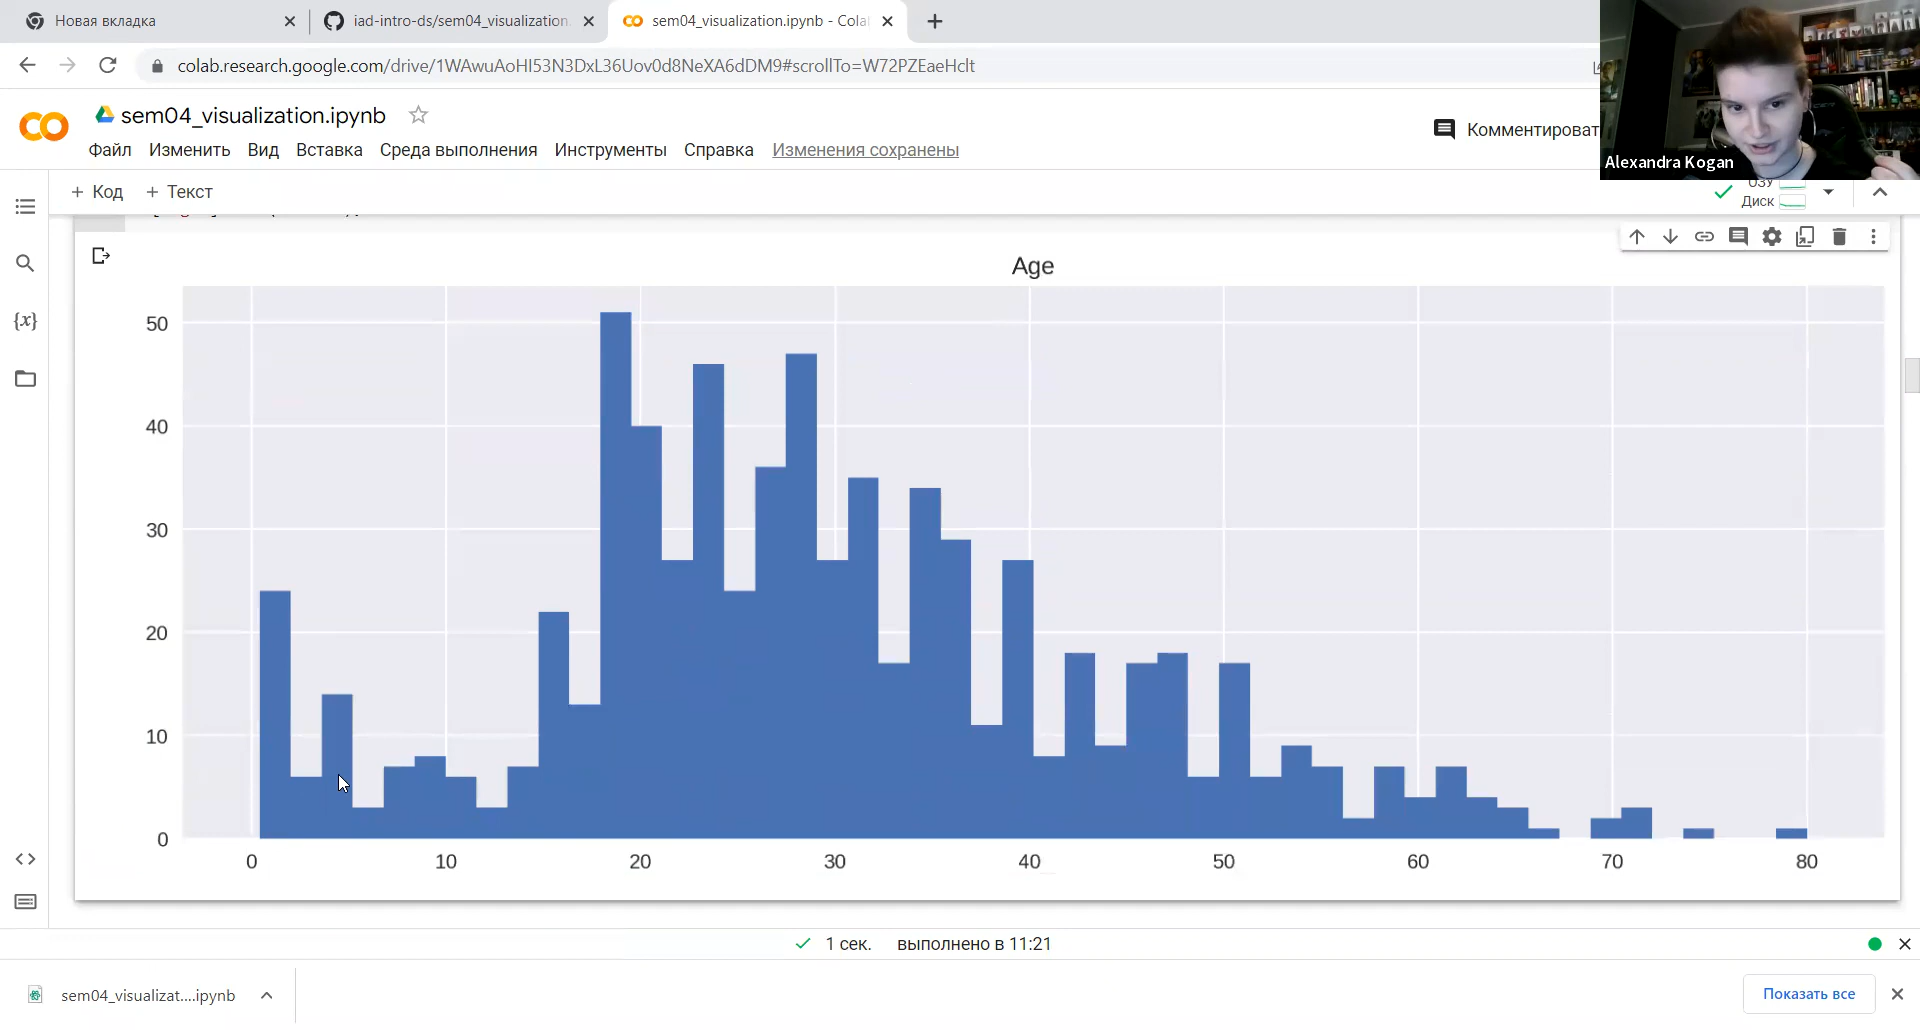 Новая вкладка
iad-intro-ds/sem04_visualization.
sem04_visualization.ipynb - Cola
colab.research.google.com/drive/1WAwuAoHI53N3DxL36Uov0d8NeXA6dDM9#scrollTo=W72PZEaeHclt
sem04_visualization.ipynb
Комментироват
Alexandra Kogan
Файл Изменить Вид Вставка Среда выполнения Инструменты Справка Изменения сохранены
+ Код + Текст
ОЗУ
Диск
Age
{x}
50
40
30
20
10
0
0 10 20 30 40 50 60 70 80
1 сек. выполнено в 11:21
sem04_visualizat....ipynb
Показать все